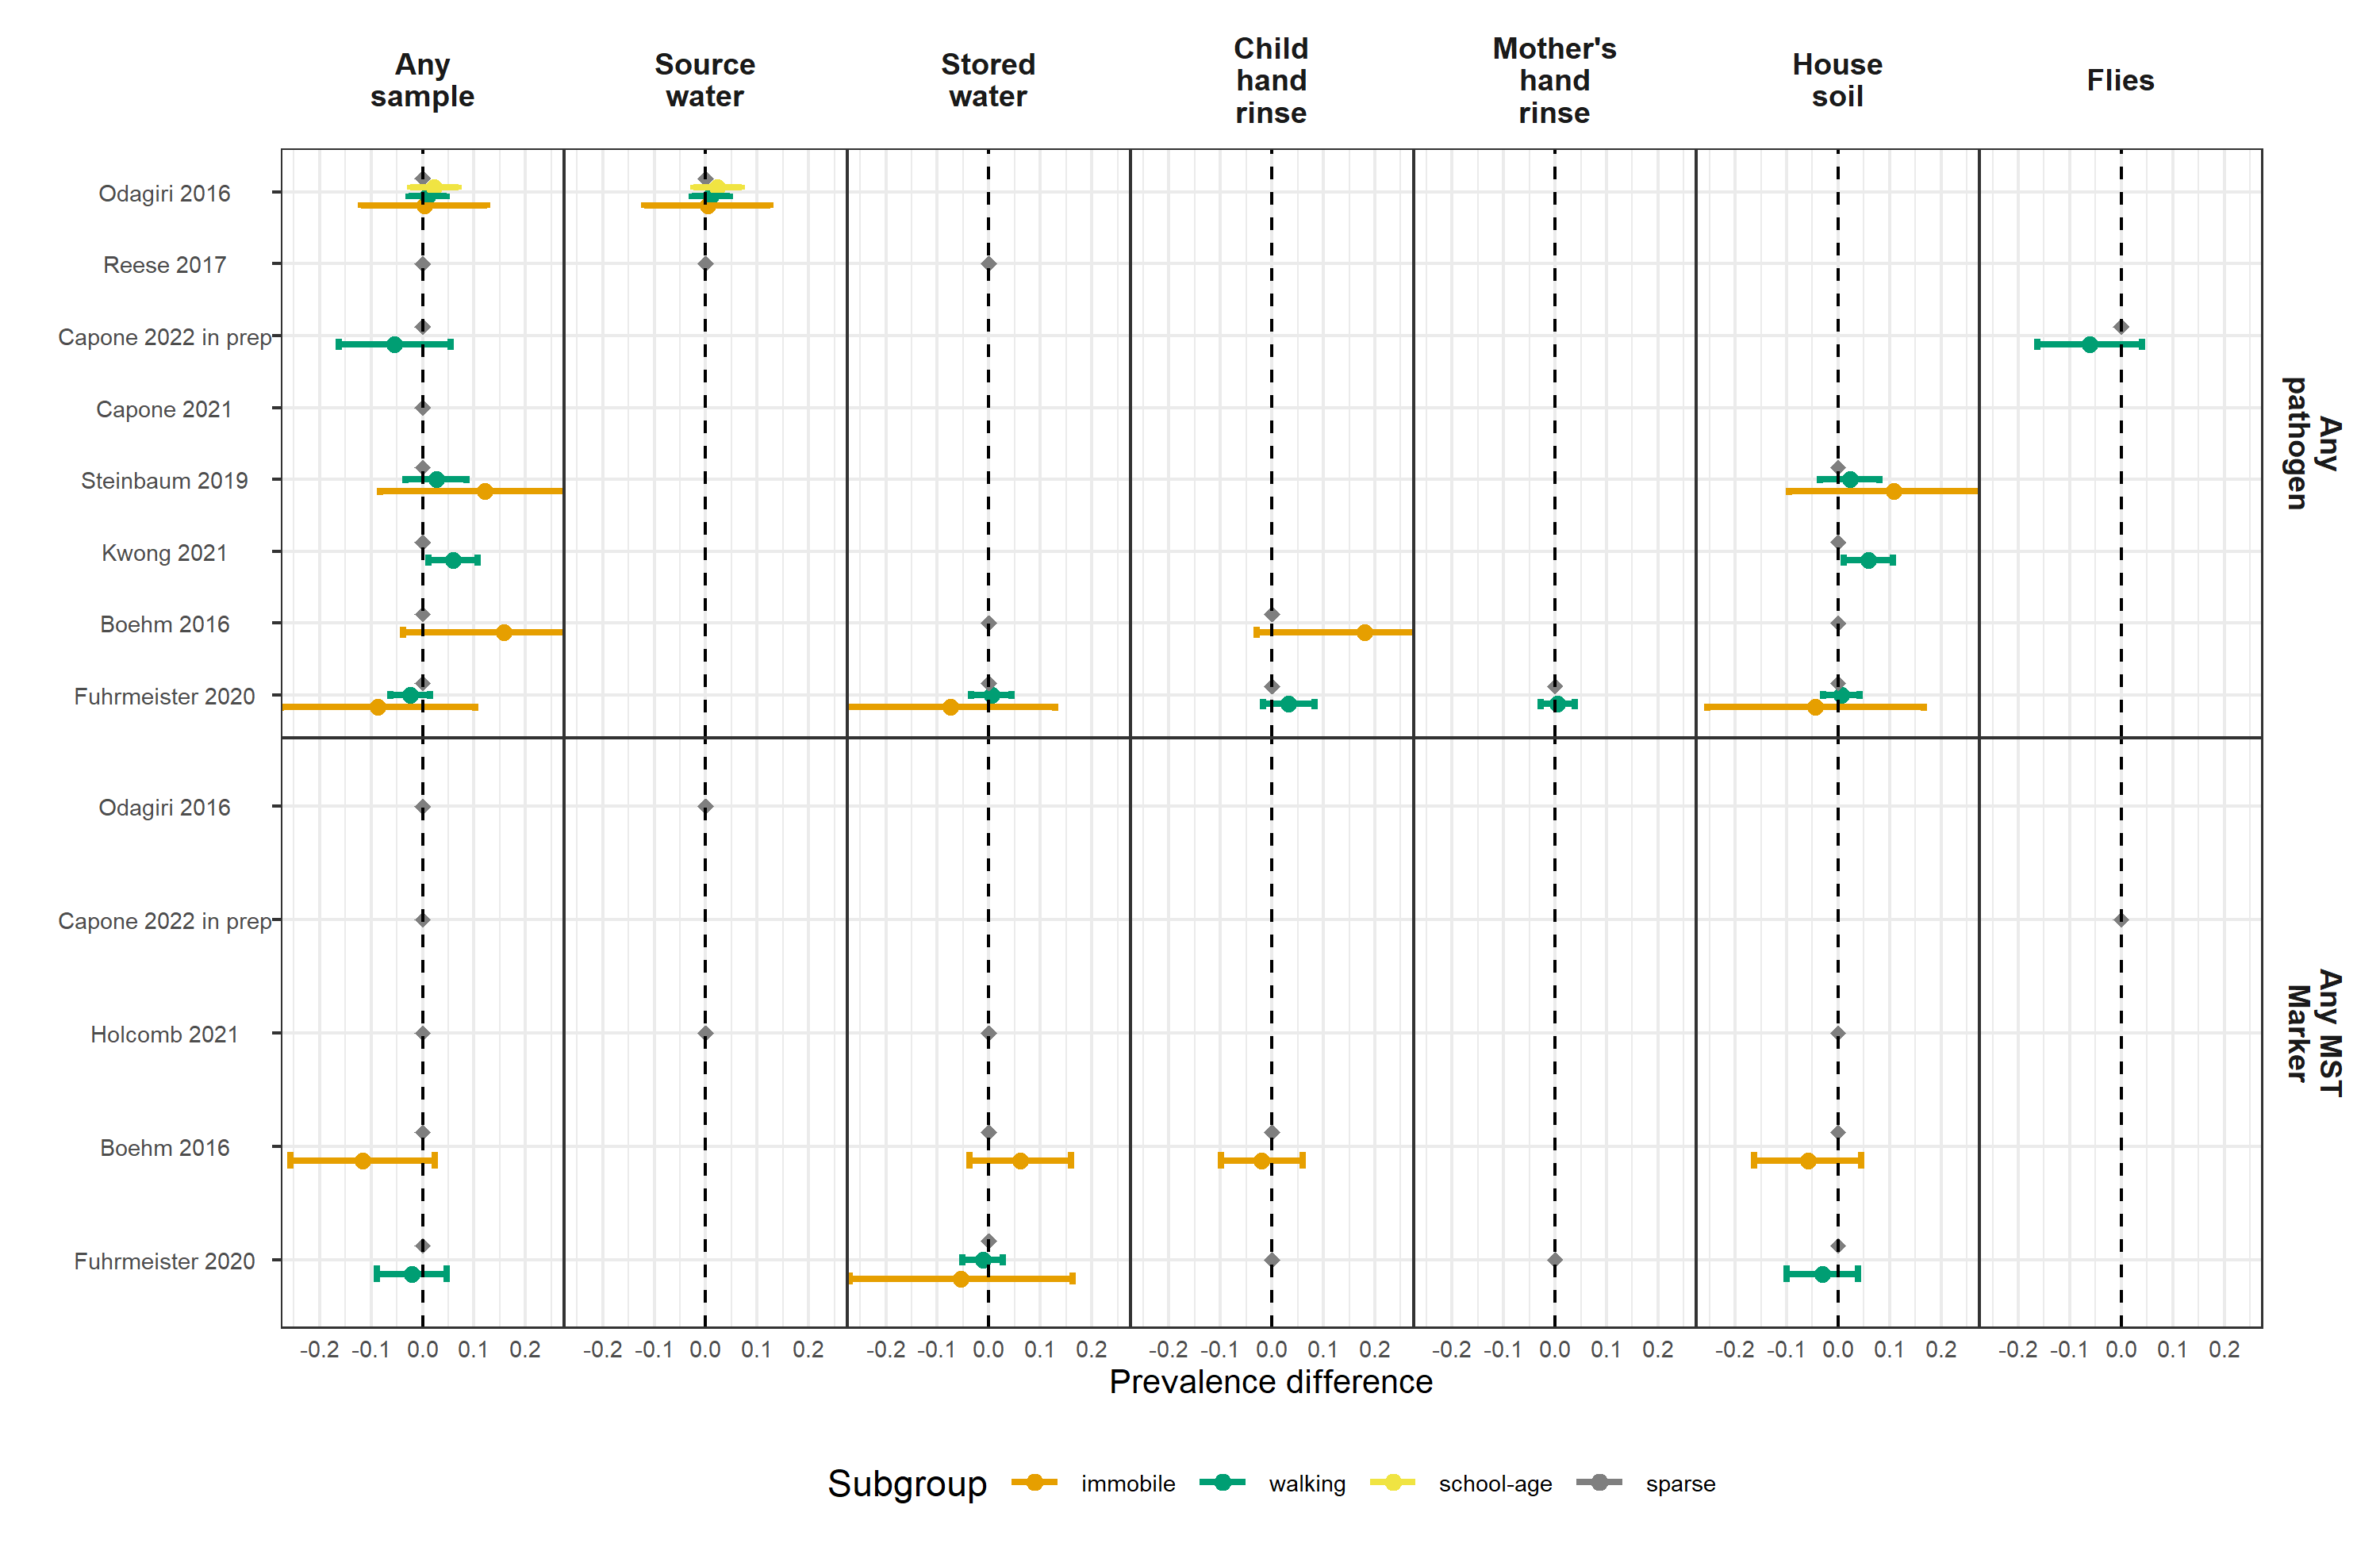 Any
sample
Source
water
Stored
water
Child
hand
rinse
Mother's
hand
rinse
House
soil
Flies
Odagiri 2016
Reese 2017
Capone 2022 in prep
Capone 2021
Steinbaum 2019
Kwong 2021
Boehm 2016
Fuhrmeister 2020
Any
pathogen
Odagiri 2016
Capone 2022 in prep
Holcomb 2021
Boehm 2016
Fuhrmeister 2020
Any MST
Marker
-0.2 -0.1 0.0 0.1 0.2 -0.2 -0.1 0.0 0.1 0.2 -0.2 -0.1 0.0 0.1 0.2 -0.2 -0.1 0.0 0.1 0.2 -0.2 -0.1 0.0 0.1 0.2 -0.2 -0.1 0.0 0.1 0.2 -0.2 -0.1 0.0 0.1 0.2
Prevalence difference
Subgroup immobile walking school-age sparse